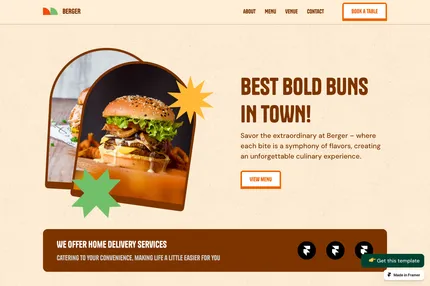 BERGER
ABOUT MENU VENUE CONTACT
BOOK A TABLE
BEST BOLD BUNS
IN TOWN!
Savor the extraordinary at Berger – where
each bite is a symphony of flavors, creating
an unforgettable culinary experience.
VIEW MENU
WE OFFER HOME DELIVERY SERVICES
CATERING TO YOUR CONVENIENCE, MAKING LIFE A LITTLE EASIER FOR YOU
👉 Get this template
Made in Framer